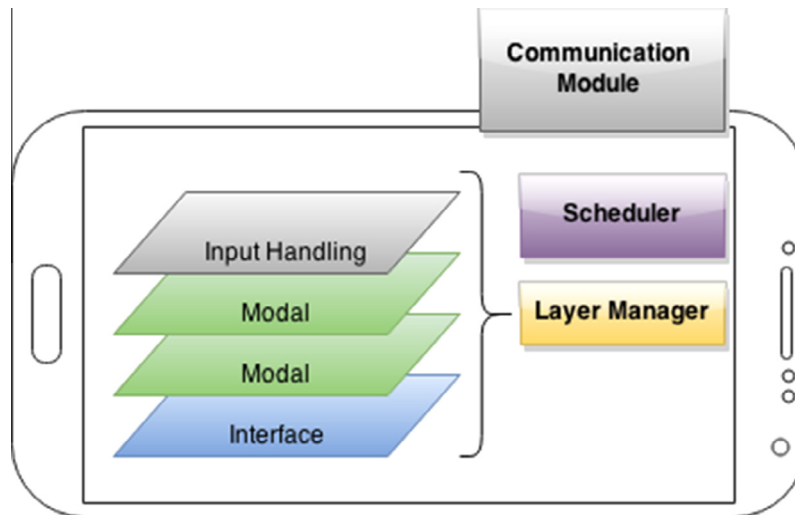 Communication
Module
Scheduler
Input Handling
Modal
Layer Manager
Modal
Interface